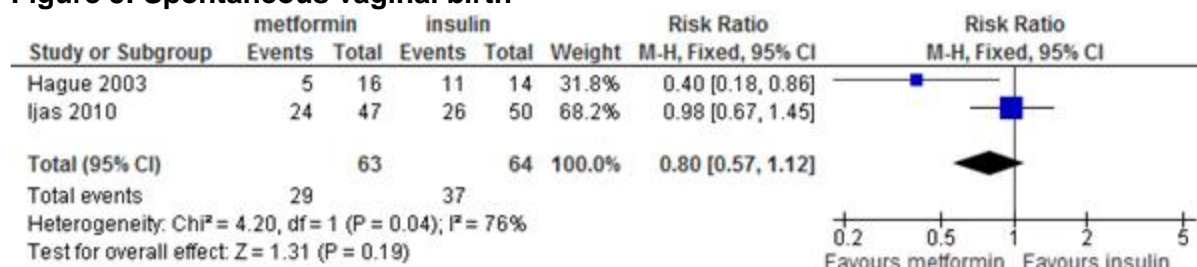 Figure 3: Spontaneous vaginal birth
metformin insulin Risk Ratio Risk Ratio
Study or Subgroup Events Total Events Total Weight M-H, Fixed, 95% CI M-H, Fixed, 95% CI
Hague 2003 5 16 11 14 31.8% 0.40 [0.18, 0.86]
Ijas 2010 24 47 26 50 68.2% 0.98 [0.67, 1.45]
Total (95% CI) 63 64 100.0% 0.80 [0.57, 1.12]
Total events 29 37
Heterogeneity: Chi² = 4.20, df = 1 (P = 0.04); I² = 76%
Test for overall effect: Z = 1.31 (P = 0.19)
0.2 0.5 1 2 5
Favours metformin Favours insulin